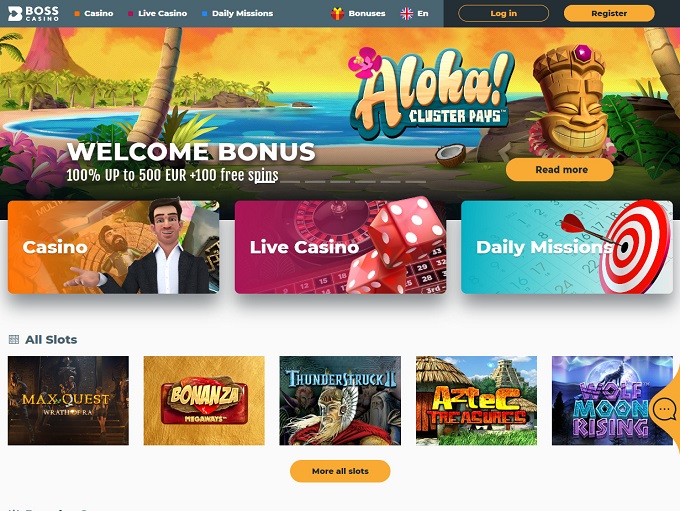 BOSS
CASINO
Casino
Live Casino
Daily Missions
Bonuses
En
Log in
Register
Aloha!
CLUSTER PAYS™
WELCOME BONUS
100% UP to 500 EUR +100 free spins
Read more
Casino
Live Casino
Daily Missions
All Slots
MAX QUEST
WRATH OF RA
BONANZA
MEGAWAYS™
THUNDERSTRUCK II
AZTEC
TREASURES
WOLF
MOON
RISING
More all slots